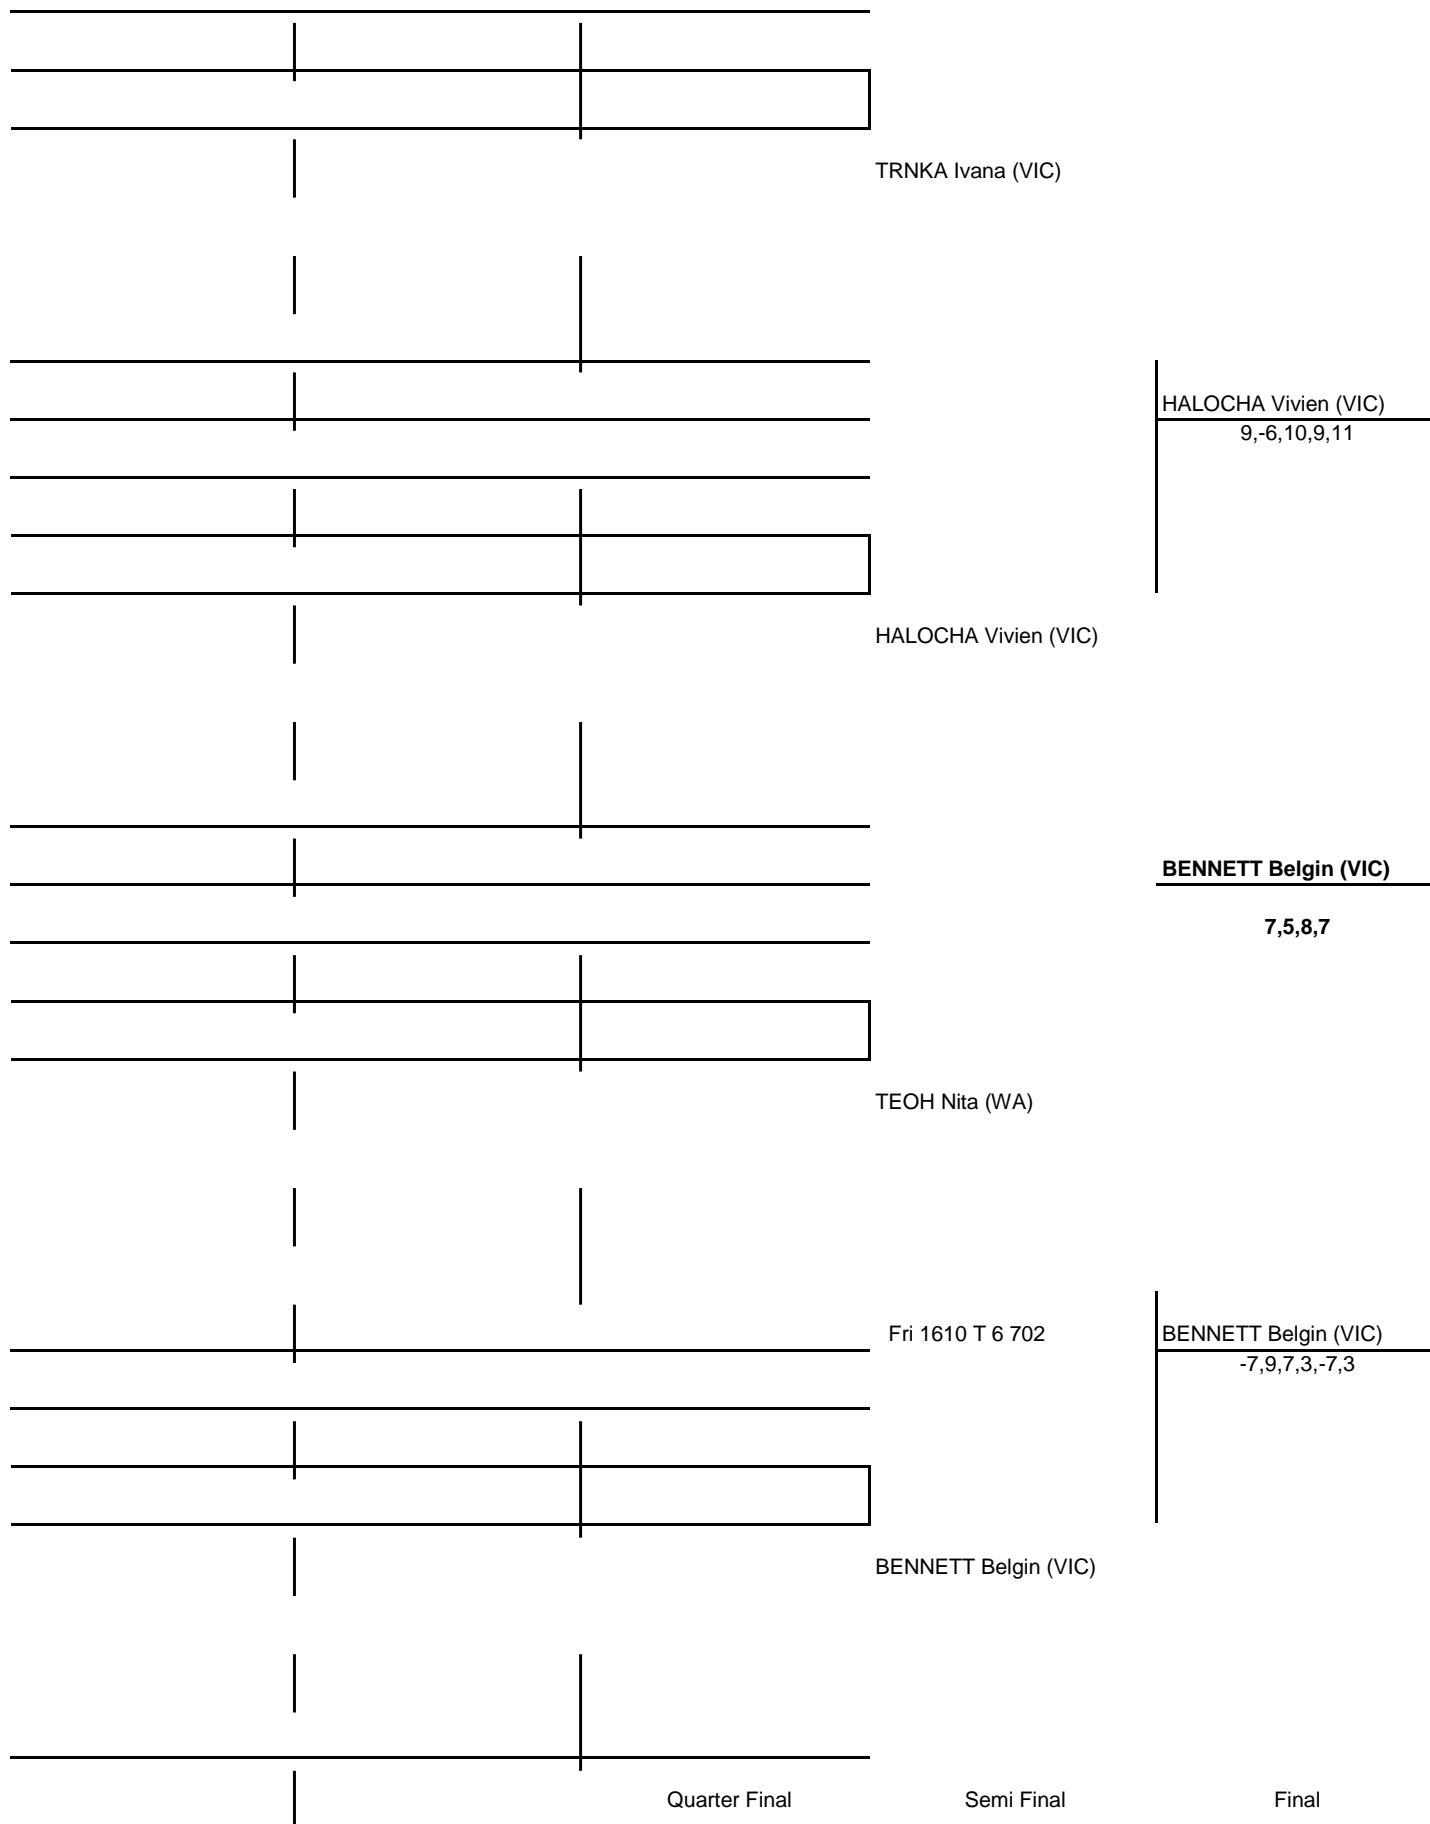 TRNKA Ivana (VIC)
HALOCHA Vivien (VIC)
9,-6,10,9,11
HALOCHA Vivien (VIC)
BENNETT Belgin (VIC)
7,5,8,7
TEOH Nita (WA)
Fri 1610 T 6 702
BENNETT Belgin (VIC)
-7,9,7,3,-7,3
BENNETT Belgin (VIC)
Quarter Final
Semi Final
Final